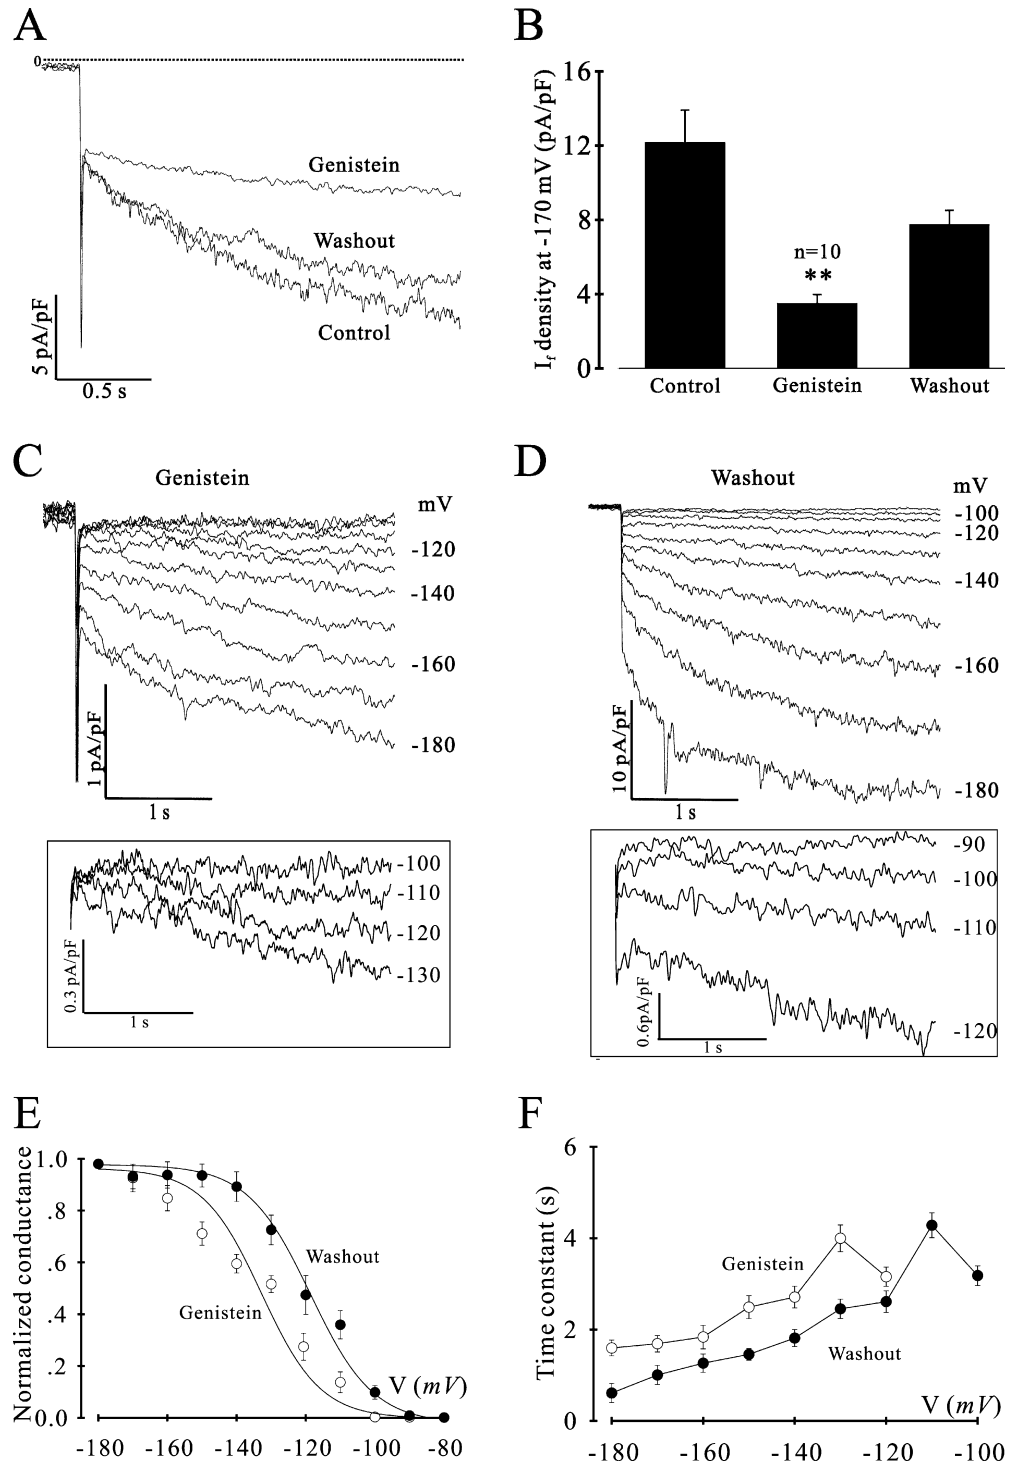 A
0
Genistein
Washout
Control
5 pA/pF
0.5 s
B
I_f density at -170 mV (pA/pF)
16
12
8
4
0
n=10
**
Control
Genistein
Washout
C
Genistein
mV
-120
-140
-160
-180
1 pA/pF
1 s
-100
-110
-120
-130
0.3 pA/pF
1 s
D
Washout
mV
-100
-120
-140
-160
-180
10 pA/pF
1 s
-90
-100
-110
-120
0.6pA/pF
1 s
E
Normalized conductance
1.0
.8
.6
.4
.2
0.0
Washout
Genistein
V (mV)
-180
-160
-140
-120
-100
-80
F
Time constant (s)
6
4
2
0
Genistein
Washout
V (mV)
-180
-160
-140
-120
-100